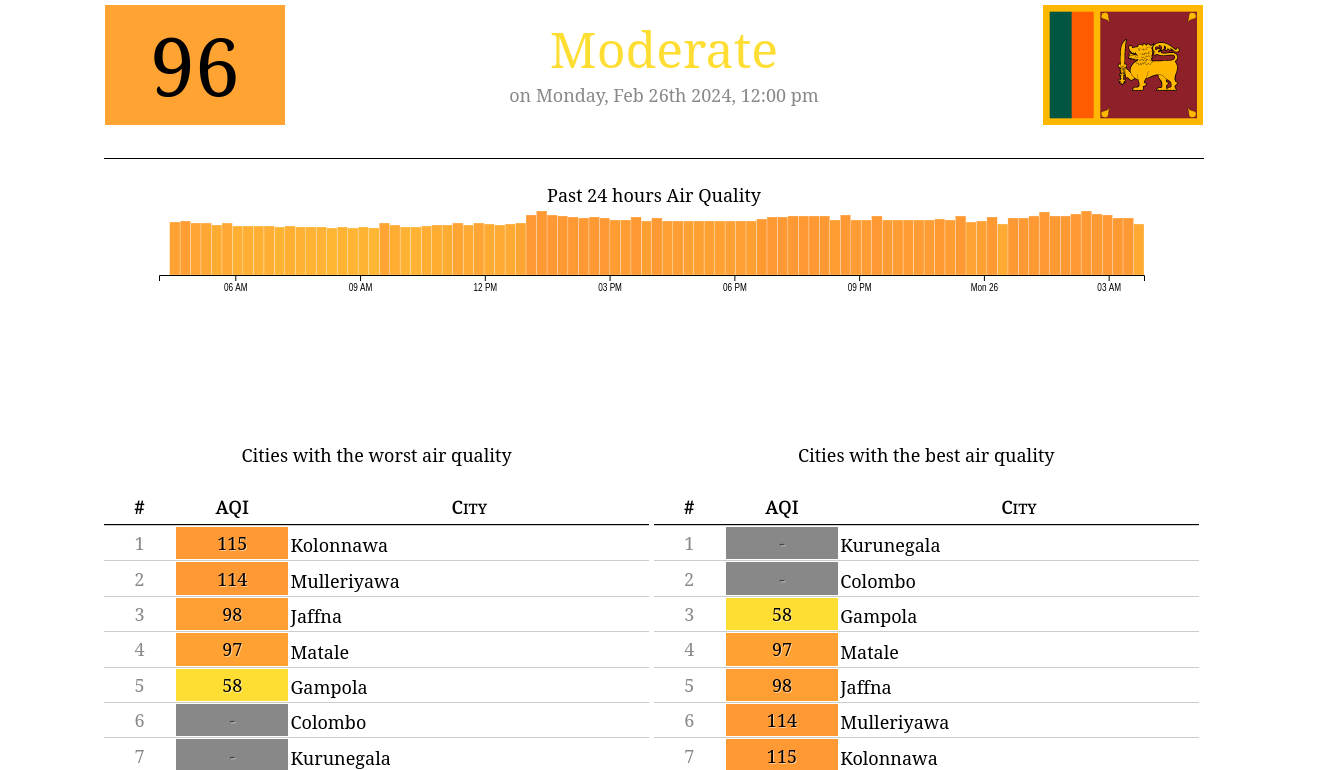 96
Moderate
on Monday, Feb 26th 2024, 12:00 pm
Past 24 hours Air Quality
06 AM 09 AM 12 PM 03 PM 06 PM 09 PM Mon 26 03 AM
Cities with the worst air quality
# AQI CITY
1 115 Kolonnawa
2 114 Mulleriyawa
3 98 Jaffna
4 97 Matale
5 58 Gampola
6 - Colombo
7 - Kurunegala
Cities with the best air quality
# AQI CITY
1 - Kurunegala
2 - Colombo
3 58 Gampola
4 97 Matale
5 98 Jaffna
6 114 Mulleriyawa
7 115 Kolonnawa